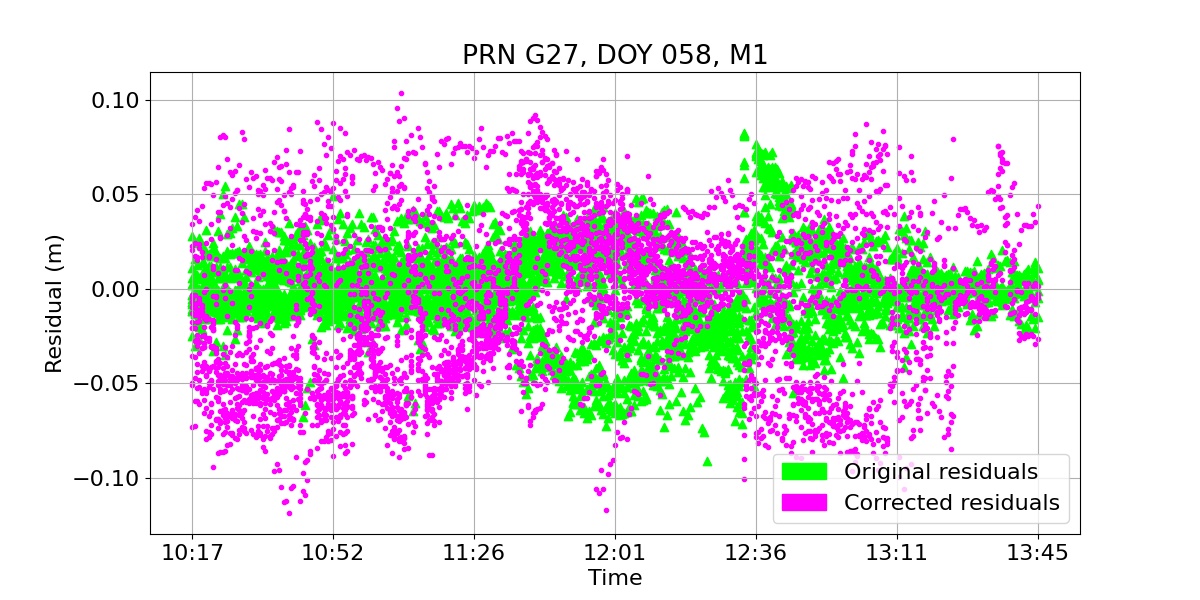 PRN G27, DOY 058, M1
Residual (m)
0.10
0.05
0.00
−0.05
−0.10
Original residuals
Corrected residuals
10:17 10:52 11:26 12:01 12:36 13:11 13:45
Time